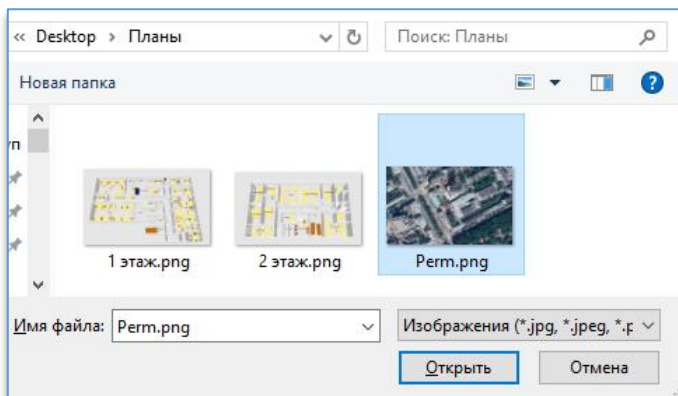 « Desktop > Планы
Поиск: Планы
Новая папка
?
уп
1 этаж.png
2 этаж.png
Perm.png
Имя файла:
Perm.png
Изображения (*.jpg, *.jpeg, *.p
Открыть
Отмена